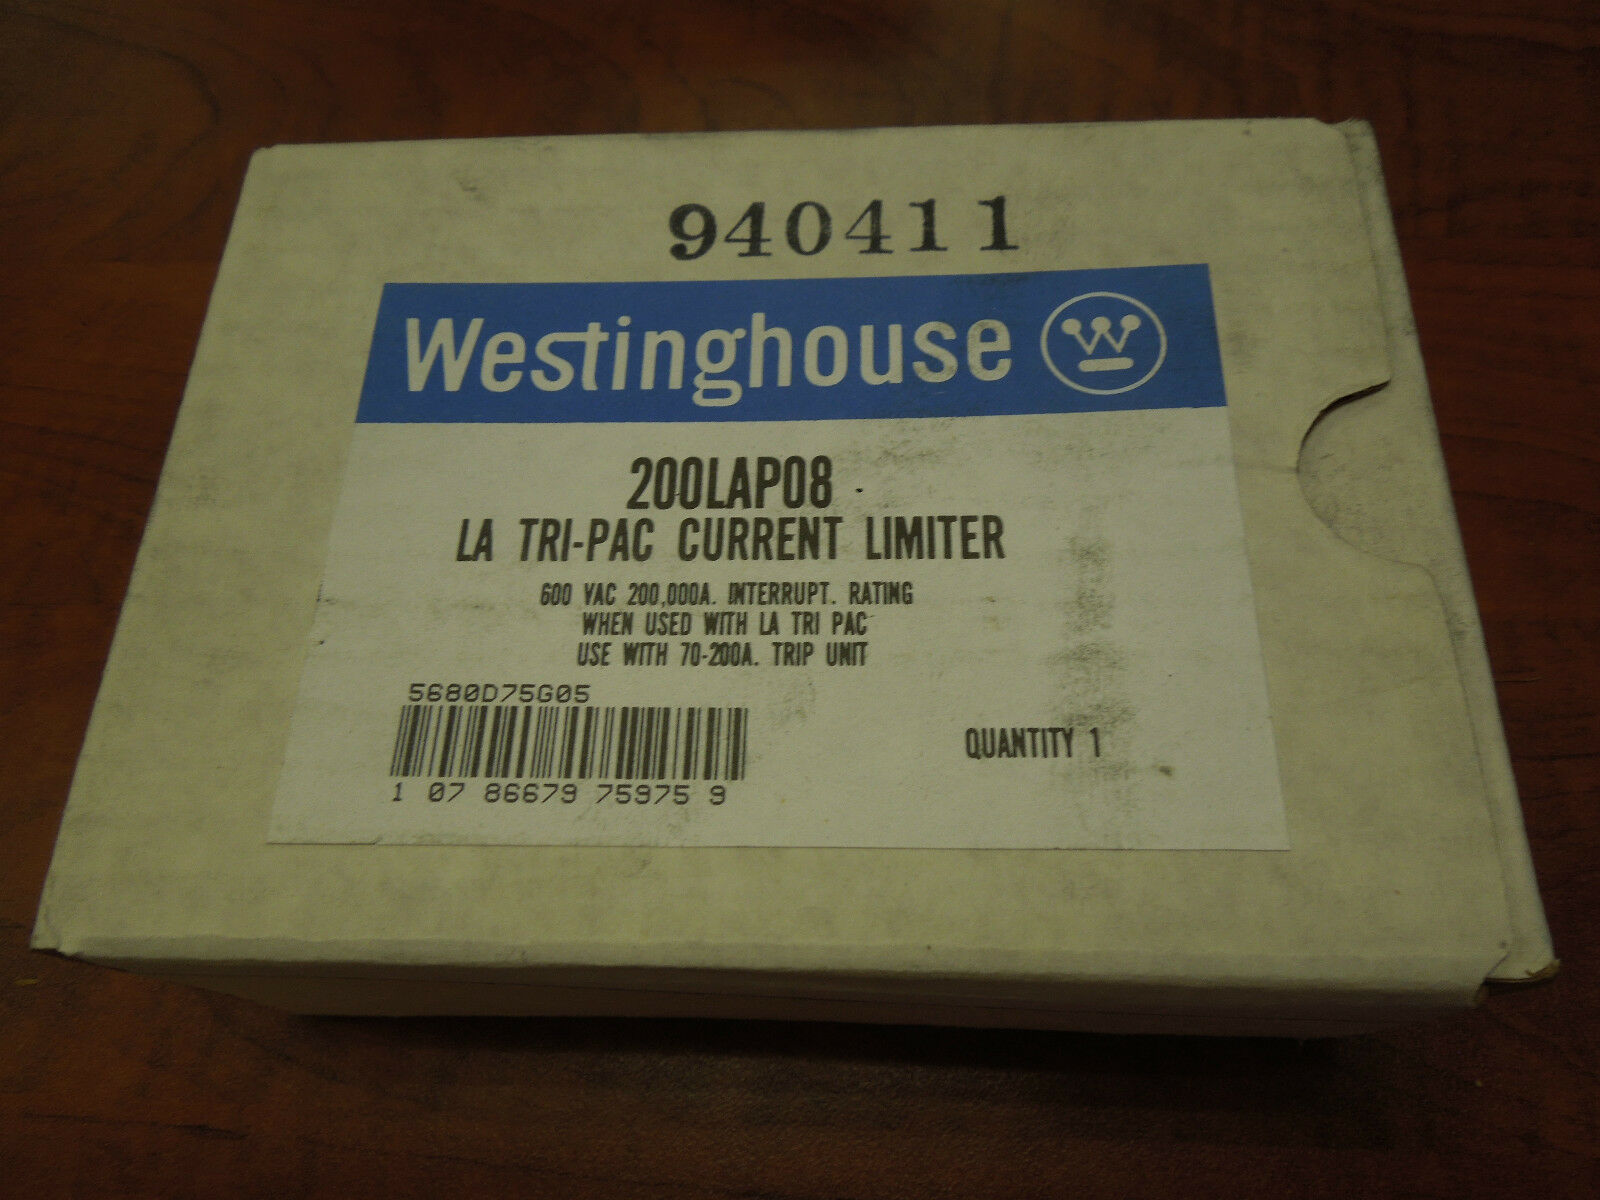 940411
Westinghouse
200LAP08
LA TRI-PAC CURRENT LIMITER
600 VAC 200,000A. INTERRUPT. RATING
WHEN USED WITH LA TRI PAC
USE WITH 70-200A. TRIP UNIT
5680D75G05
QUANTITY 1
1 07 86679 75975 9